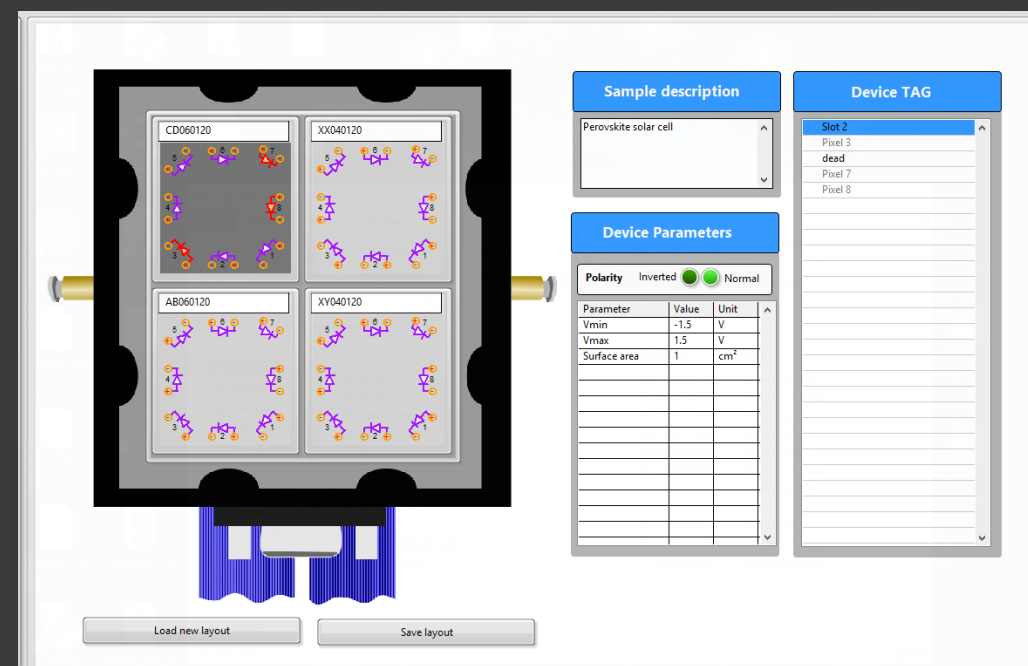 CD060120
5 6 7
4 8
3 2 1
XX040120
5 6 7
4 8
3 2 1
AB060120
5 6 7
4 8
3 2 1
XY040120
5 6 7
4 8
3 2 1
Load new layout
Save layout
Sample description
Perovskite solar cell
Device Parameters
Polarity Inverted Normal
Parameter Value Unit
Vmin -1.5 V
Vmax 1.5 V
Surface area 1 cm²
Device TAG
Slot 2
Pixel 3
dead
Pixel 7
Pixel 8